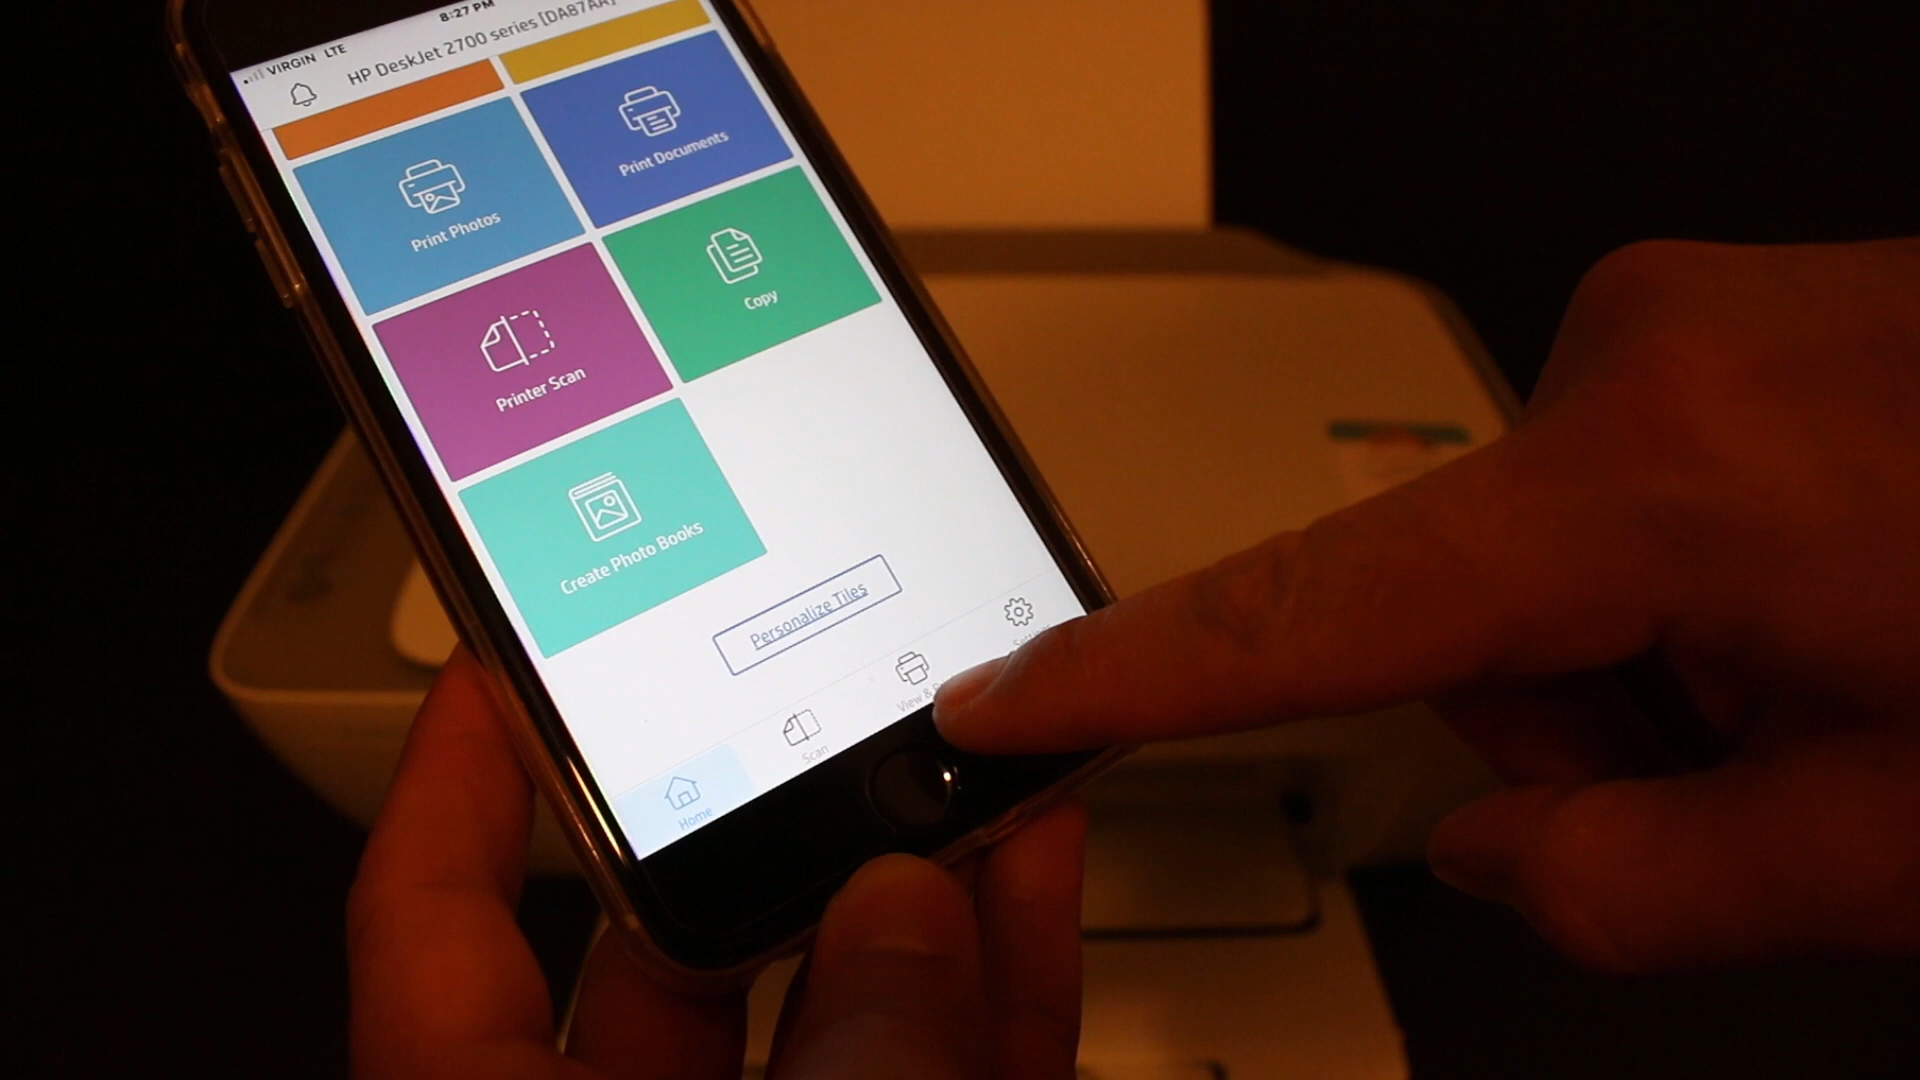 8:27 PM
VIRGIN LTE
HP DeskJet 2700 series [DA87AA]
Print Photos
Print Documents
Printer Scan
Copy
Create Photo Books
Personalize Tiles
Home
Scan
View &